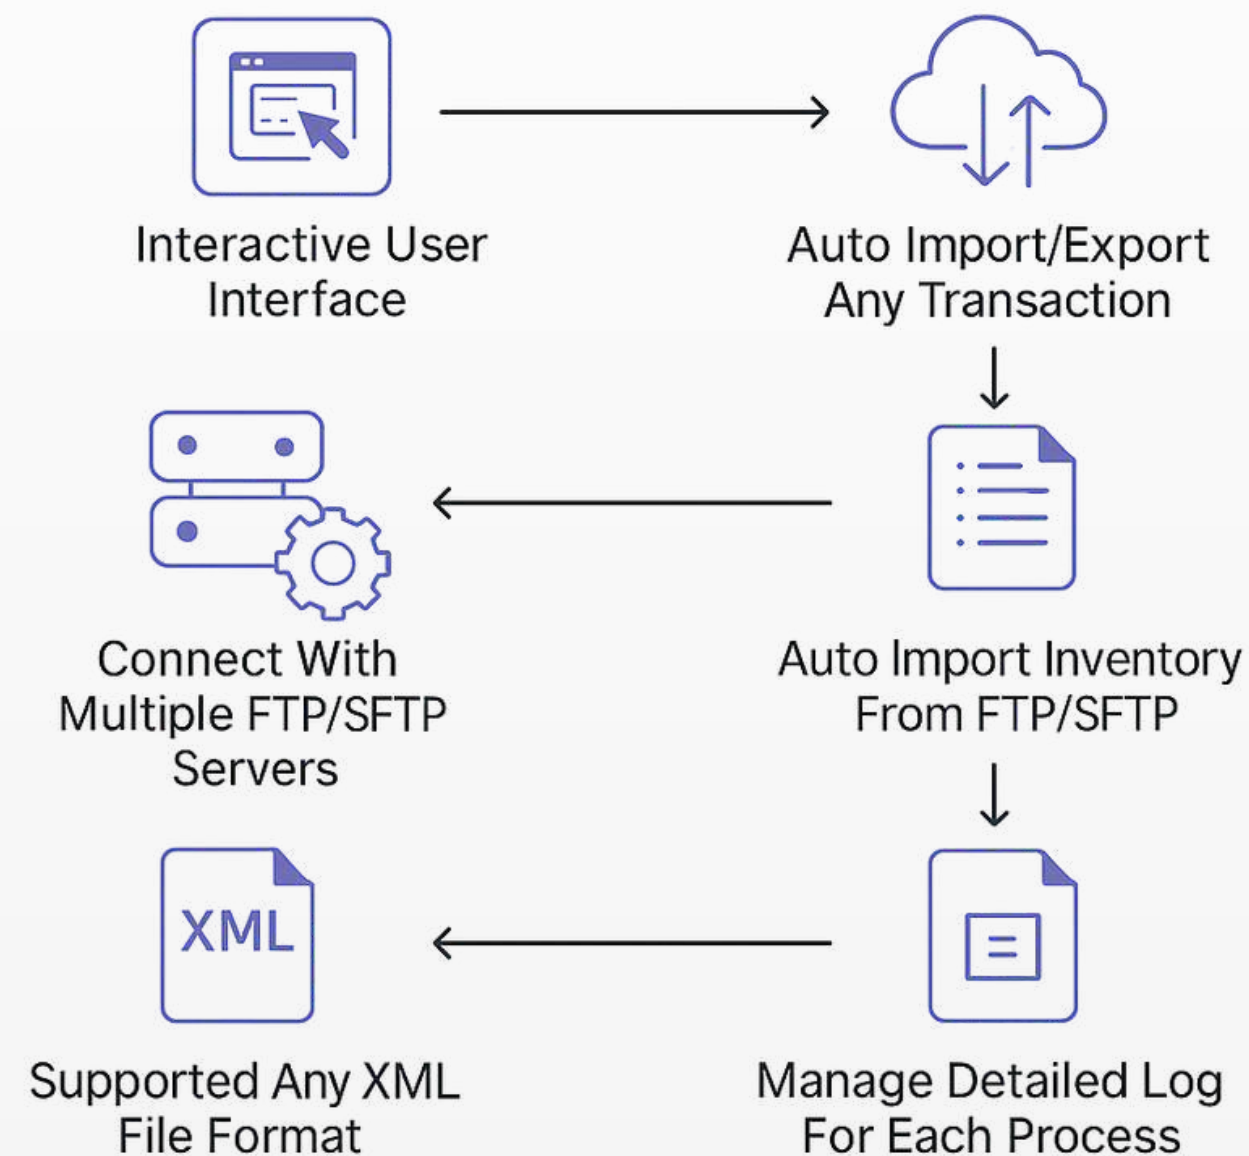 Interactive User
Interface
Auto Import/Export
Any Transaction
Connect With
Multiple FTP/SFTP
Servers
Auto Import Inventory
From FTP/SFTP
XML
Supported Any XML
File Format
Manage Detailed Log
For Each Process